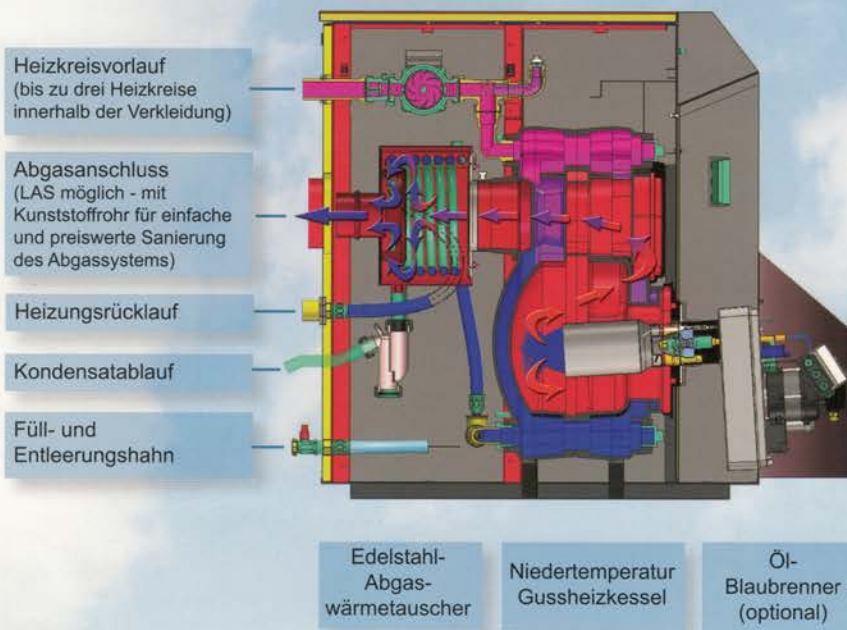 Heizkreisvorlauf
(bis zu drei Heizkreise
innerhalb der Verkleidung)
Abgasanschluss
(LAS möglich - mit
Kunststoffrohr für einfache
und preiswerte Sanierung
des Abgassystems)
Heizungsrücklauf
Kondensatablauf
Füll- und
Entleerungshahn
Edelstahl-
Abgas-
wärmetauscher
Niedertemperatur
Gussheizkessel
Öl-
Blaubrenner
(optional)